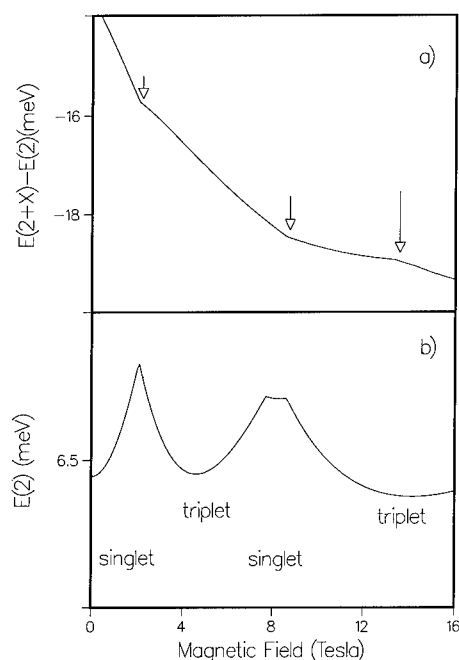 a)
E(2+X)−E(2)(meV)
−16
−18
b)
E(2) (meV)
6.5
triplet
triplet
singlet
singlet
0
4
8
12
16
Magnetic Field (Tesla)